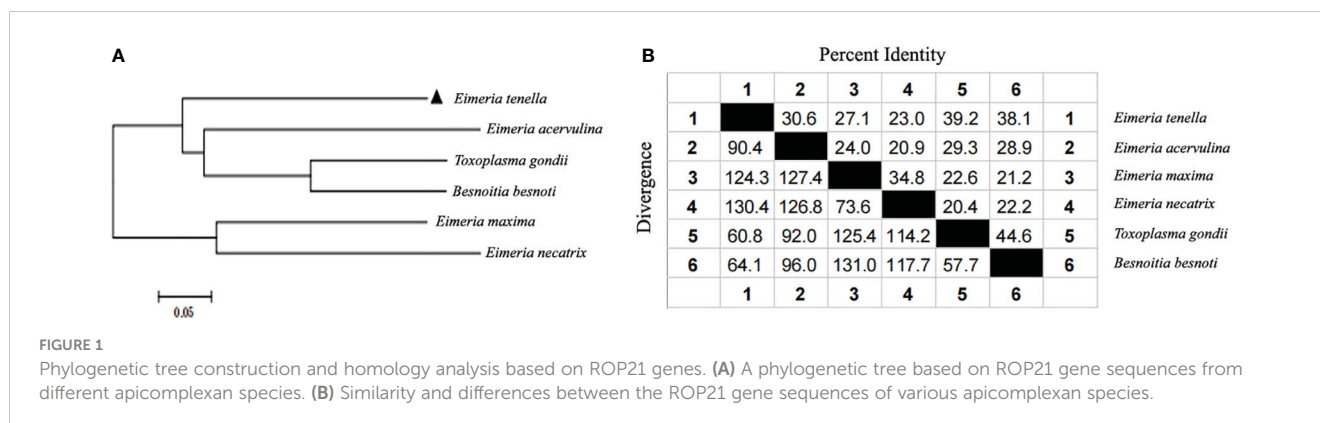 A
Eimeria tenella
Eimeria acervulina
Toxoplasma gondii
Besnoitia besnoti
Eimeria maxima
Eimeria necatrix
0.05
B
Percent Identity
Divergence
1 2 3 4 5 6
1 30.6 27.1 23.0 39.2 38.1 1 Eimeria tenella
2 90.4 24.0 20.9 29.3 28.9 2 Eimeria acervulina
3 124.3 127.4 34.8 22.6 21.2 3 Eimeria maxima
4 130.4 126.8 73.6 20.4 22.2 4 Eimeria necatrix
5 60.8 92.0 125.4 114.2 44.6 5 Toxoplasma gondii
6 64.1 96.0 131.0 117.7 57.7 6 Besnoitia besnoti
1 2 3 4 5 6
FIGURE 1
Phylogenetic tree construction and homology analysis based on ROP21 genes. (A) A phylogenetic tree based on ROP21 gene sequences from
different apicomplexan species. (B) Similarity and differences between the ROP21 gene sequences of various apicomplexan species.